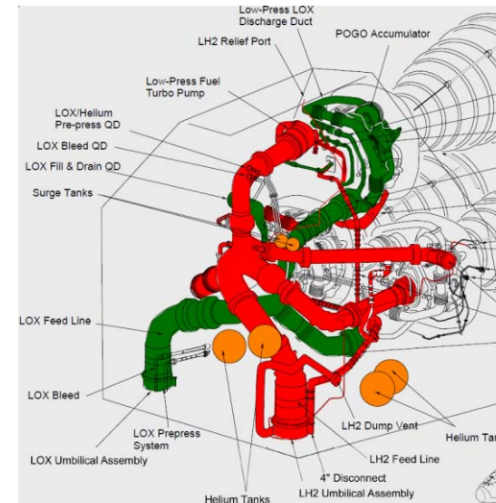 Low-Press LOX
Discharge Duct
POGO Accumulator
LH2 Relief Port
Low-Press Fuel
Turbo Pump
LOX/Helium
Pre-press QD
LOX Bleed QD
LOX Fill & Drain QD
Surge Tanks
LOX Feed Line
LOX Bleed
LOX Prepress
System
LOX Umbilical Assembly
Helium Tanks
LH2 Dump Vent
LH2 Feed Line
4" Disconnect
LH2 Umbilical Assembly
Helium Tan